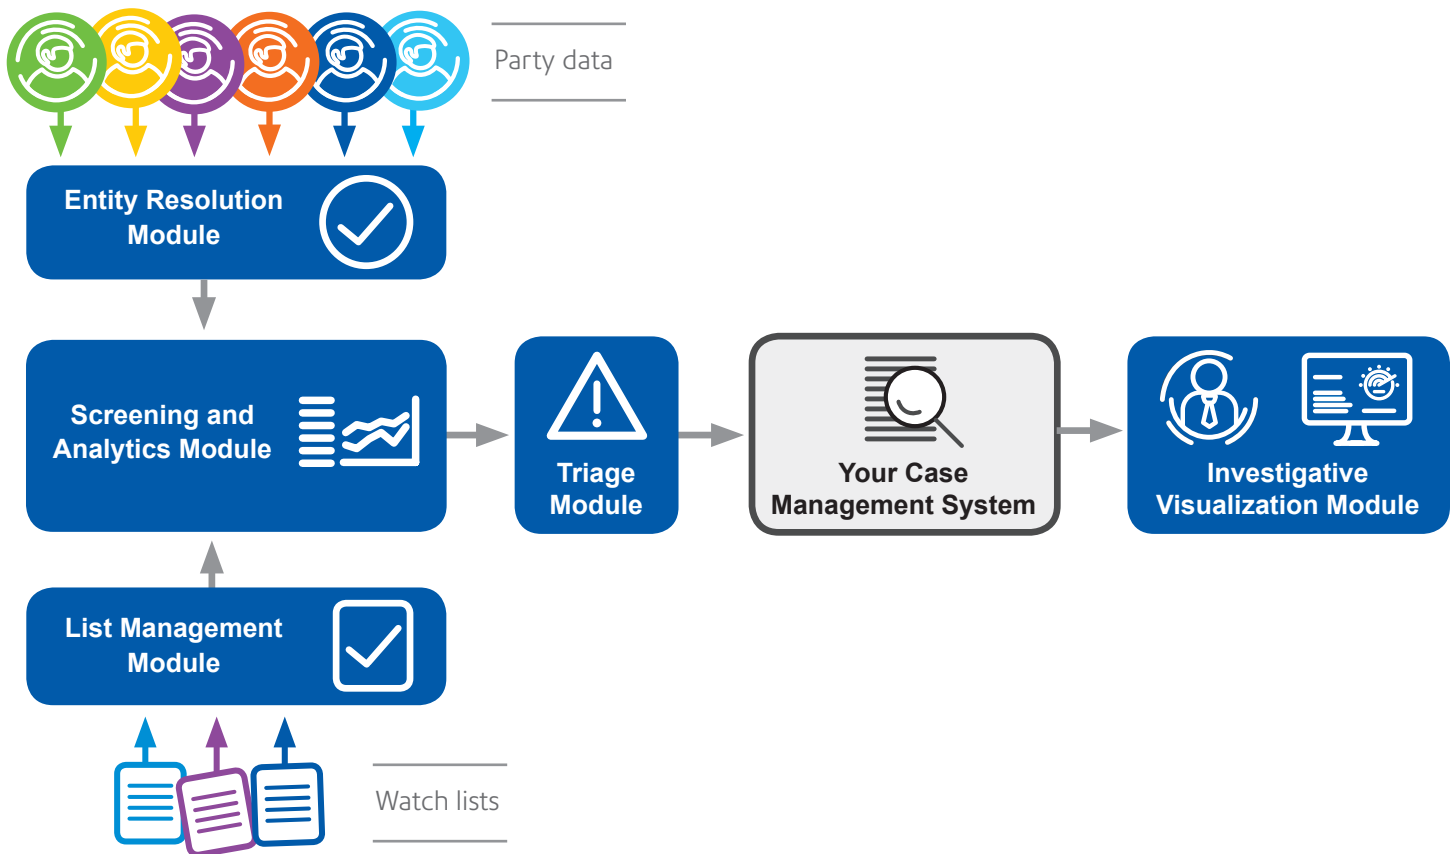 Party data
Entity Resolution
Module
Screening and
Analytics Module
Triage
Module
Your Case
Management System
Investigative
Visualization Module
List Management
Module
Watch lists